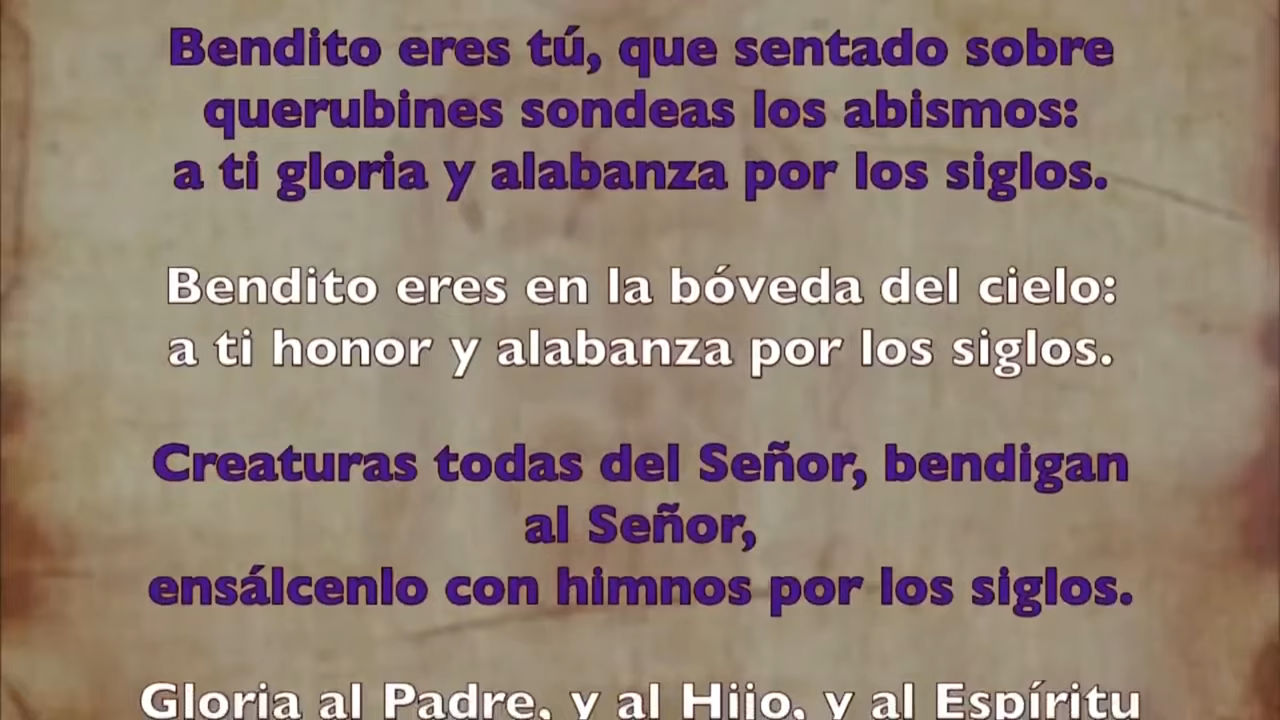 Bendito eres tú, que sentado sobre
querubines sondeas los abismos:
a ti gloria y alabanza por los siglos.
Bendito eres en la bóveda del cielo:
a ti honor y alabanza por los siglos.
Creaturas todas del Señor, bendigan
al Señor,
ensálcenlo con himnos por los siglos.
Gloria al Padre, y al Hijo, y al Espíritu